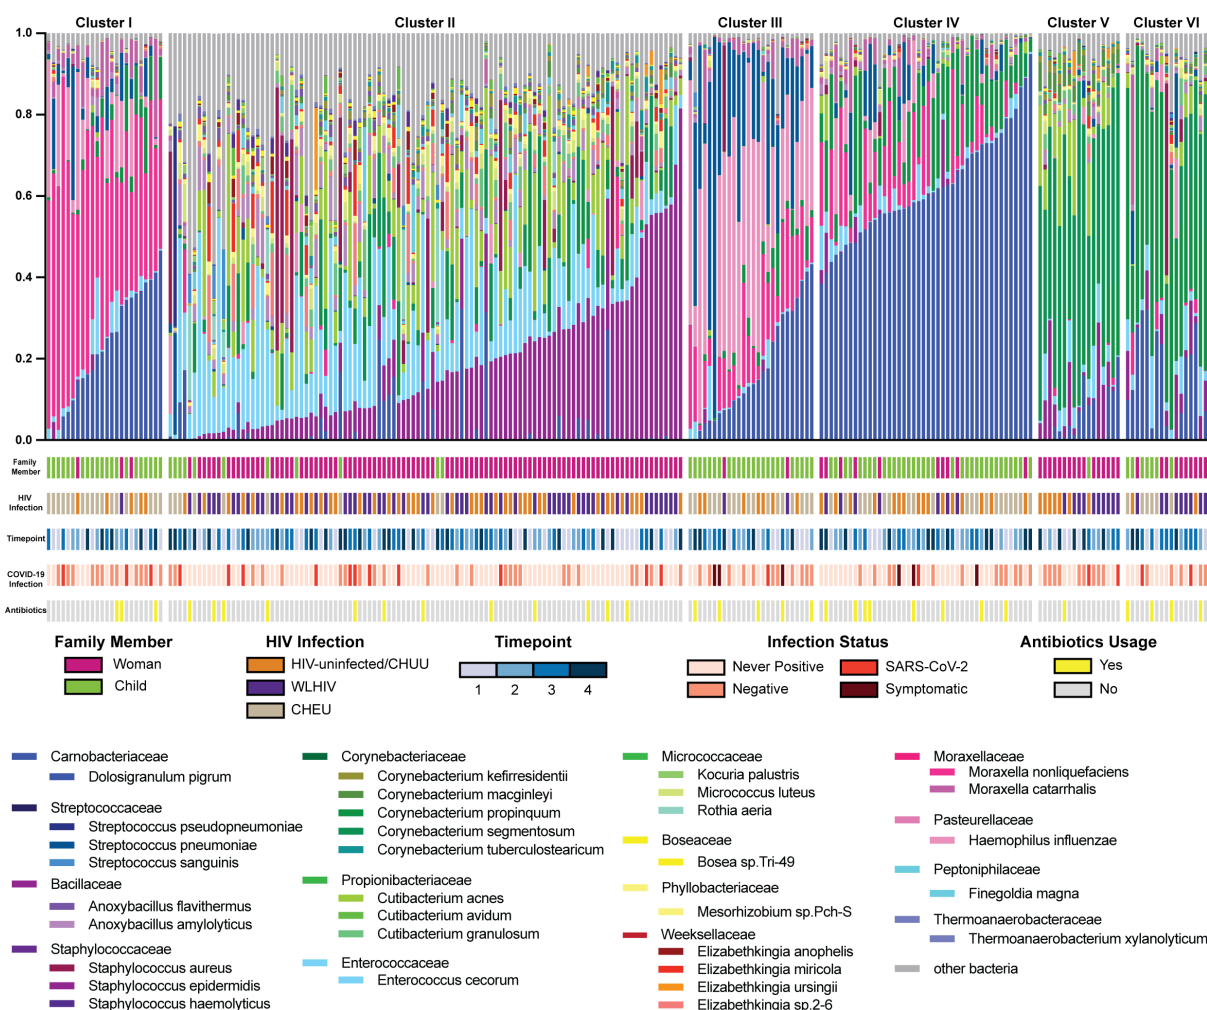 Cluster I Cluster II Cluster III Cluster IV Cluster V Cluster VI
1.0
0.8
0.6
0.4
0.2
0.0
Family
Member
HIV
Infection
Timepoint
COVID-19
Infection
Antibiotics
Family Member HIV Infection Timepoint Infection Status Antibiotics Usage
Woman HIV-uninfected/CHUU Never Positive SARS-CoV-2 Yes
Child WLHIV 1 2 3 4 Negative Symptomatic No
CHEU
Carnobacteriaceae
Dolosigranulum pigrum
Streptococcaceae
Streptococcus pseudopneumoniae
Streptococcus pneumoniae
Streptococcus sanguinis
Bacillaceae
Anoxybacillus flavithermus
Anoxybacillus amylolyticus
Staphylococcaceae
Staphylococcus aureus
Staphylococcus epidermidis
Staphylococcus haemolyticus
Corynebacteriaceae
Corynebacterium kefirresidentii
Corynebacterium macginleyi
Corynebacterium propinquum
Corynebacterium segmentosum
Corynebacterium tuberculostearicum
Propionibacteriaceae
Cutibacterium acnes
Cutibacterium avidum
Cutibacterium granulosum
Enterococcaceae
Enterococcus cecorum
Micrococcaceae
Kocuria palustris
Micrococcus luteus
Rothia aeria
Boseaceae
Bosea sp.Tri-49
Phyllobacteriaceae
Mesorhizobium sp.Pch-S
Weeksellaceae
Elizabethkingia anophelis
Elizabethkingia miricola
Elizabethkingia ursingii
Elizabethkingia sp.2-6
Moraxellaceae
Moraxella nonliquefaciens
Moraxella catarrhalis
Pasteurellaceae
Haemophilus influenzae
Peptoniphilaceae
Finegoldia magna
Thermoanaerobacteraceae
Thermoanaerobacterium xylanolyticum
other bacteria